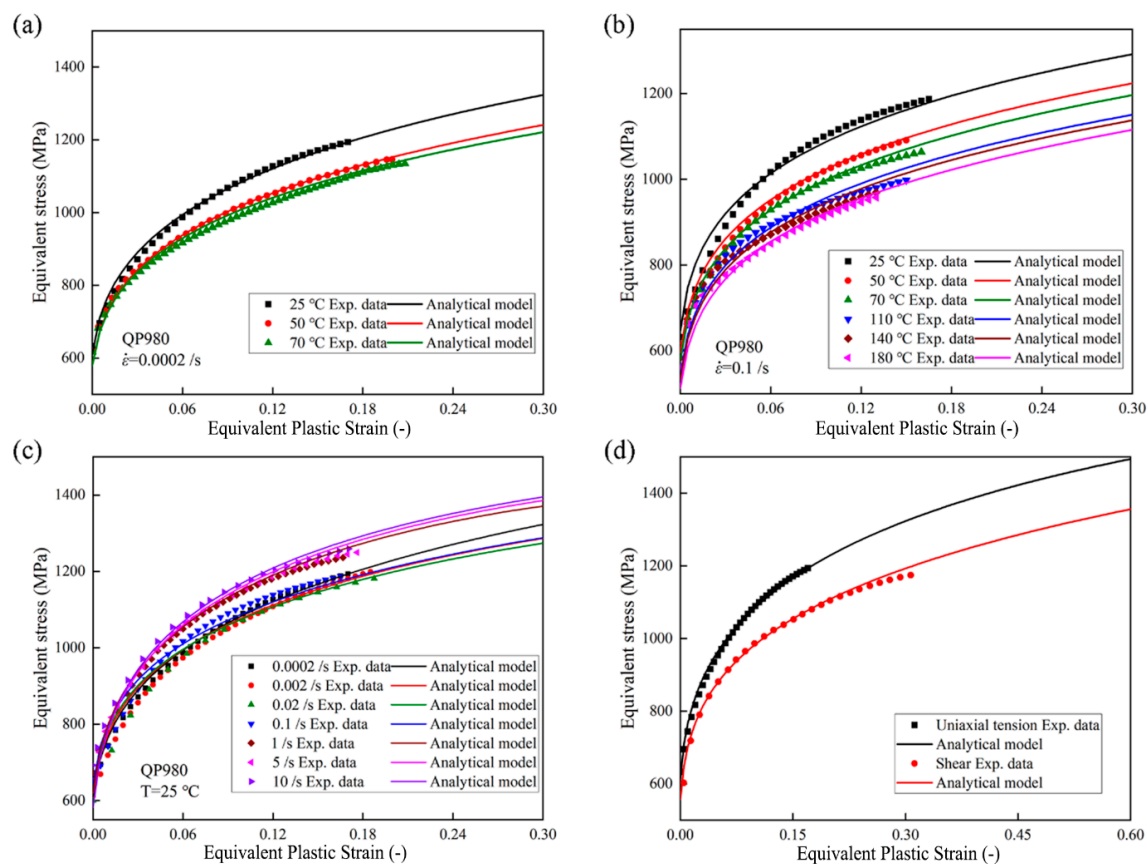 (a)
1400
1200
1000
800
600
Equivalent stress (MPa)
25 ℃ Exp. data Analytical model
50 ℃ Exp. data Analytical model
70 ℃ Exp. data Analytical model
QP980
ε̇=0.0002 /s
0.00 0.06 0.12 0.18 0.24 0.30
Equivalent Plastic Strain (-)
(b)
1200
1000
800
600
Equivalent stress (MPa)
25 ℃ Exp. data Analytical model
50 ℃ Exp. data Analytical model
70 ℃ Exp. data Analytical model
110 ℃ Exp. data Analytical model
140 ℃ Exp. data Analytical model
180 ℃ Exp. data Analytical model
QP980
ε̇=0.1 /s
0.00 0.06 0.12 0.18 0.24 0.30
Equivalent Plastic Strain (-)
(c)
1400
1200
1000
800
600
Equivalent stress (MPa)
0.0002 /s Exp. data Analytical model
0.002 /s Exp. data Analytical model
0.02 /s Exp. data Analytical model
0.1 /s Exp. data Analytical model
1 /s Exp. data Analytical model
5 /s Exp. data Analytical model
10 /s Exp. data Analytical model
QP980
T=25 ℃
0.00 0.06 0.12 0.18 0.24 0.30
Equivalent Plastic Strain (-)
(d)
1400
1200
1000
800
600
Equivalent stress (MPa)
Uniaxial tension Exp. data
Analytical model
Shear Exp. data
Analytical model
0.00 0.15 0.30 0.45 0.60
Equivalent Plastic Strain (-)